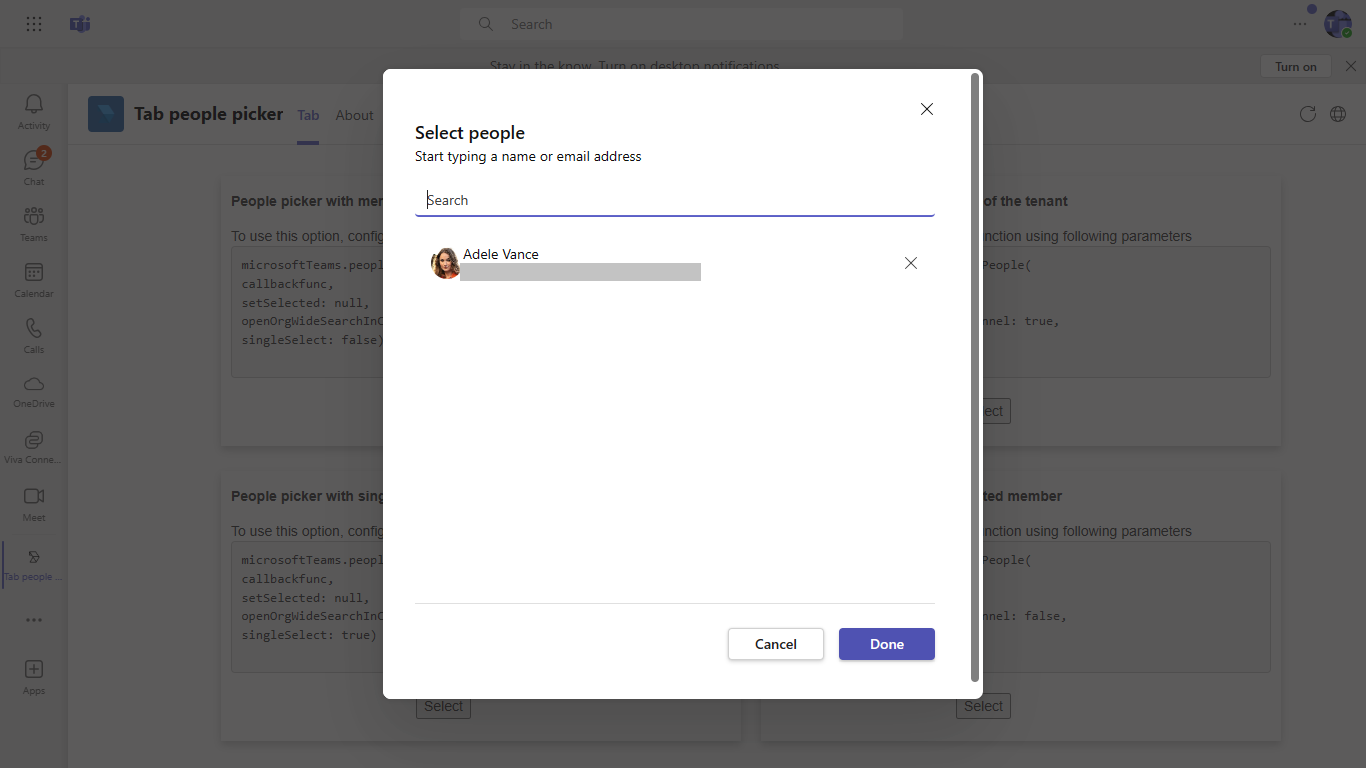 Search
Stay in the know. Turn on desktop notifications.
Turn on
Activity
Tab people picker
Tab
About
2
Chat
Teams
Calendar
Calls
OneDrive
Viva Conne...
Meet
Tab people...
Apps
Select people
Start typing a name or email address
Search
Adele Vance
Cancel
Done
People picker with
To use this option,
microsoftTeams.peopl
callbackfunc,
setSelected: null,
openOrgWideSearchInC
singleSelect: false)
of the tenant
nction using following parameters
People(
nnel: true,
ect
People picker with sing
To use this option,
microsoftTeams.peopl
callbackfunc,
setSelected: null,
openOrgWideSearchInC
singleSelect: true)
Select
ted member
nction using following parameters
People(
nnel: false,
Select